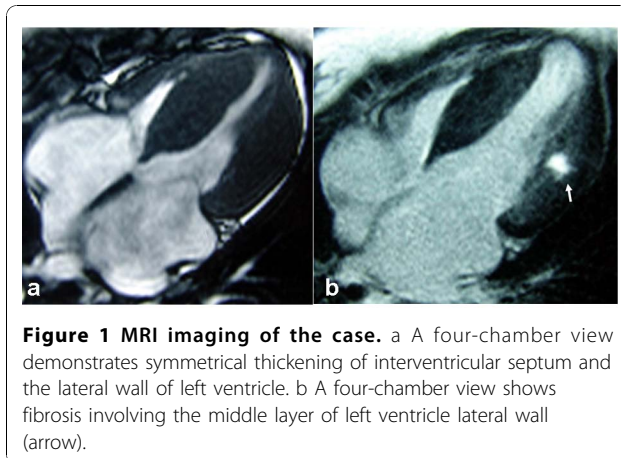 a
b
Figure 1 MRI imaging of the case. a A four-chamber view
demonstrates symmetrical thickening of interventricular septum and
the lateral wall of left ventricle. b A four-chamber view shows
fibrosis involving the middle layer of left ventricle lateral wall
(arrow).